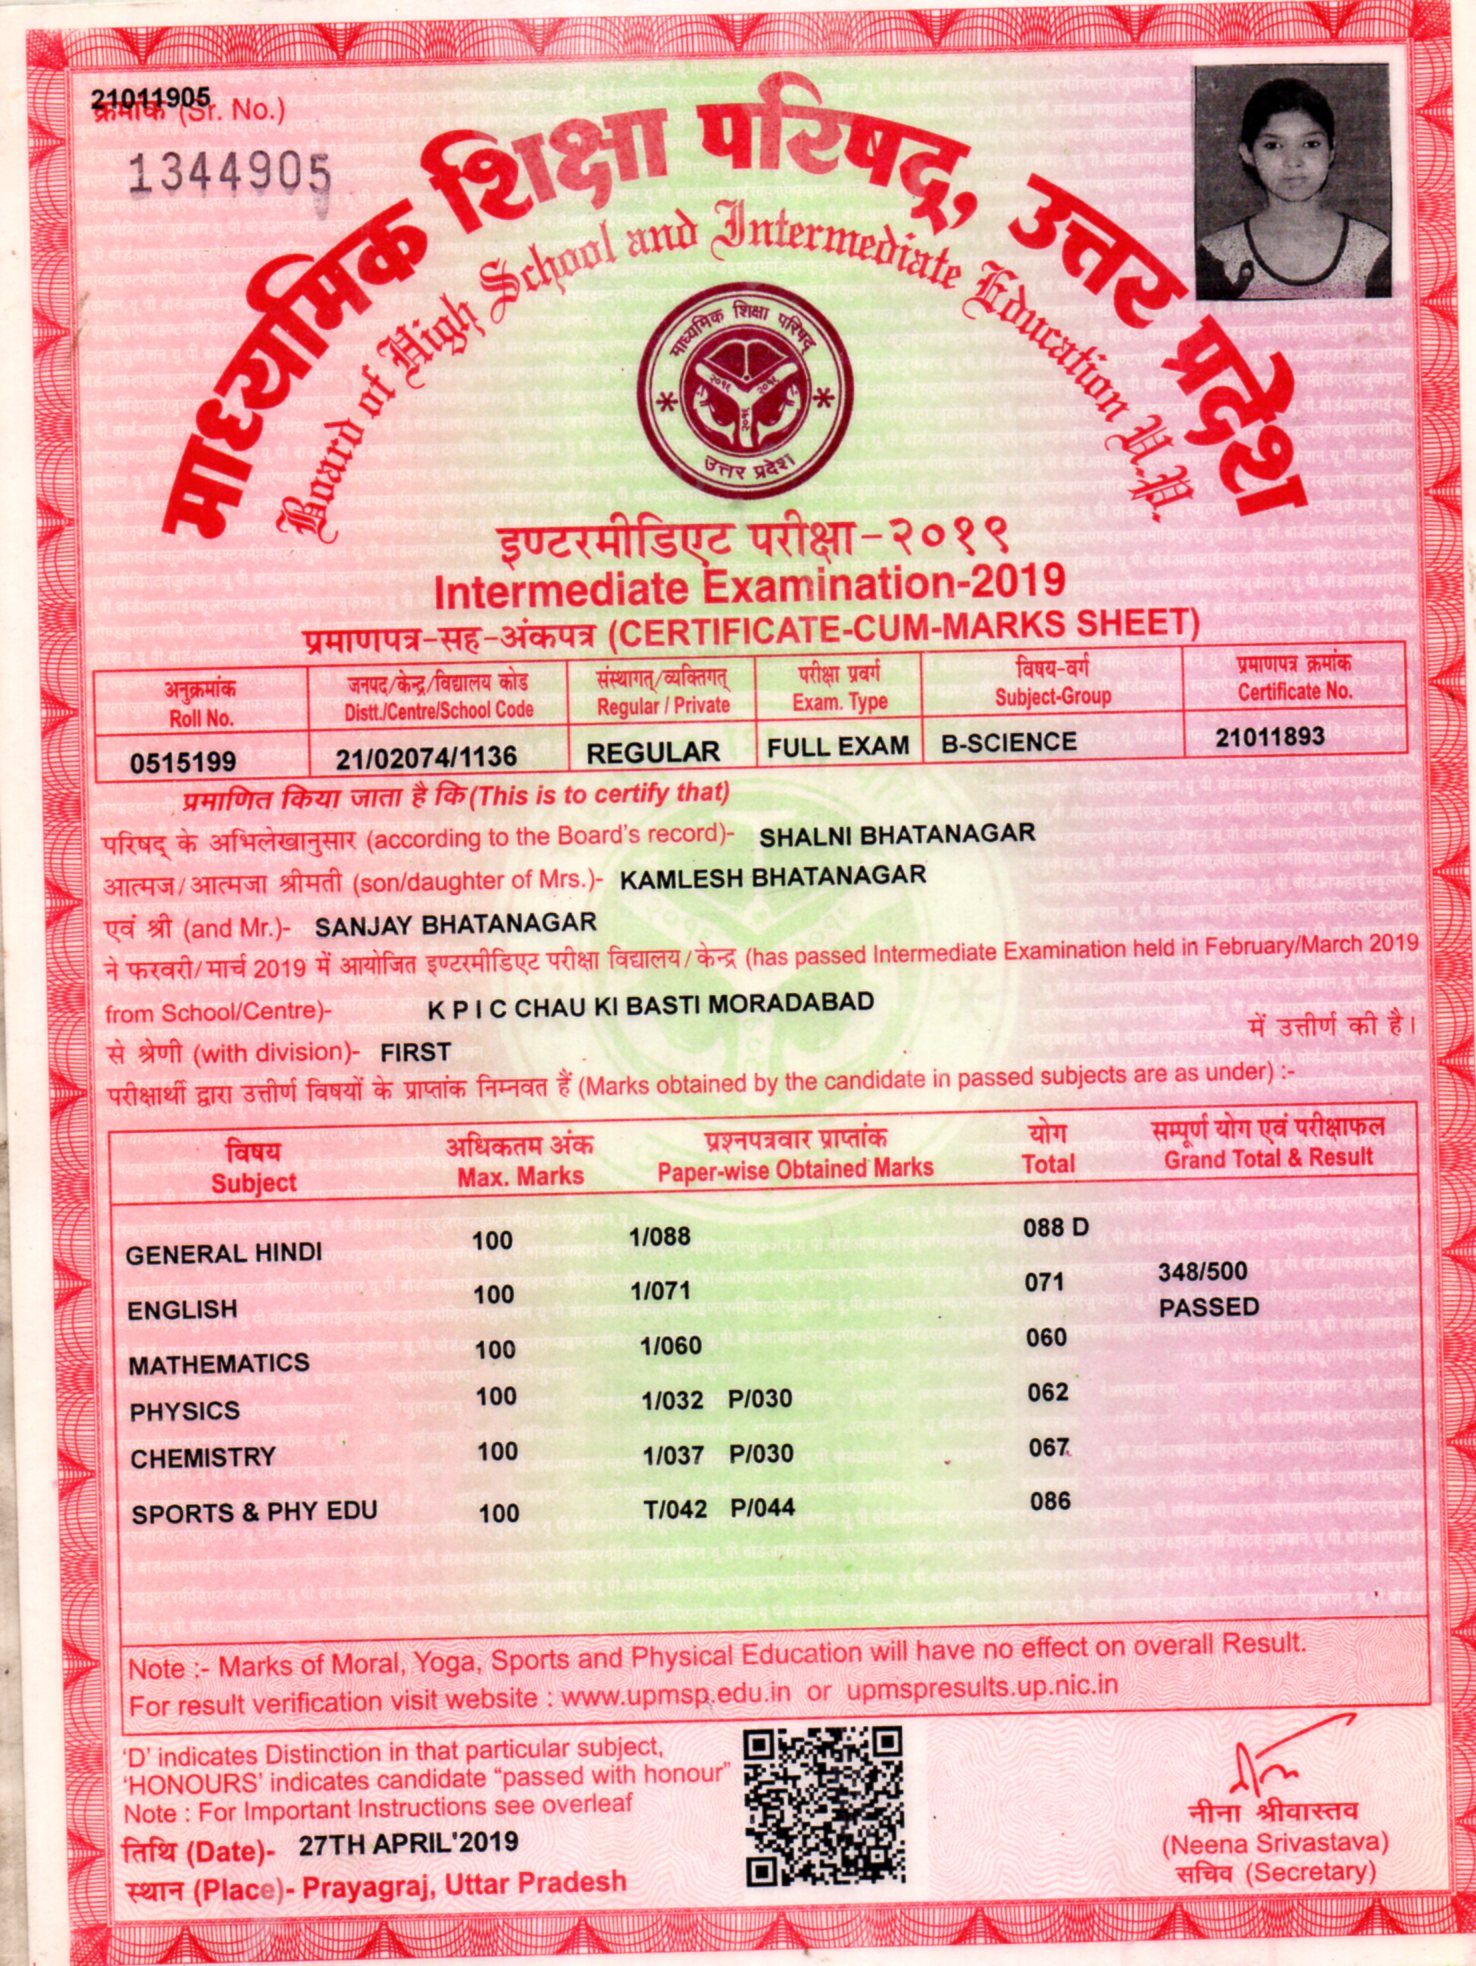 21011905
क्रमांक (Sr. No.)
1344905
माध्यमिक शिक्षा परिषद्, उत्तर प्रदेश
Board of High School and Intermediate Education U.P.
माध्यमिक शिक्षा परिषद्
२०१६ २०१६
२०१६
उत्तर प्रदेश
इण्टरमीडिएट परीक्षा-२०१९
Intermediate Examination-2019
प्रमाणपत्र-सह-अंकपत्र (CERTIFICATE-CUM-MARKS SHEET)
अनुक्रमांक जनपद/केन्द्र/विद्यालय कोड संस्थागत्/व्यक्तिगत् परीक्षा प्रवर्ग विषय-वर्ग प्रमाणपत्र क्रमांक
Roll No. Distt./Centre/School Code Regular / Private Exam. Type Subject-Group Certificate No.
0515199 21/02074/1136 REGULAR FULL EXAM B-SCIENCE 21011893
प्रमाणित किया जाता है कि (This is to certify that)
परिषद् के अभिलेखानुसार (according to the Board's record)- SHALNI BHATANAGAR
आत्मज/आत्मजा श्रीमती (son/daughter of Mrs.)- KAMLESH BHATANAGAR
एवं श्री (and Mr.)- SANJAY BHATANAGAR
ने फरवरी/मार्च 2019 में आयोजित इण्टरमीडिएट परीक्षा विद्यालय/केन्द्र (has passed Intermediate Examination held in February/March 2019
from School/Centre)- K P I C CHAU KI BASTI MORADABAD में उत्तीर्ण की है।
से श्रेणी (with division)- FIRST
परीक्षार्थी द्वारा उत्तीर्ण विषयों के प्राप्तांक निम्नवत हैं (Marks obtained by the candidate in passed subjects are as under) :-
विषय अधिकतम अंक प्रश्नपत्रवार प्राप्तांक योग सम्पूर्ण योग एवं परीक्षाफल
Subject Max. Marks Paper-wise Obtained Marks Total Grand Total & Result
GENERAL HINDI 100 1/088 088 D
ENGLISH 100 1/071 071 348/500
PASSED
MATHEMATICS 100 1/060 060
PHYSICS 100 1/032 P/030 062
CHEMISTRY 100 1/037 P/030 067
SPORTS & PHY EDU 100 T/042 P/044 086
Note :- Marks of Moral, Yoga, Sports and Physical Education will have no effect on overall Result.
For result verification visit website : www.upmsp.edu.in or upmspresults.up.nic.in
'D' indicates Distinction in that particular subject,
'HONOURS' indicates candidate "passed with honour"
Note : For Important Instructions see overleaf
तिथि (Date)- 27TH APRIL'2019
स्थान (Place)- Prayagraj, Uttar Pradesh
नीना श्रीवास्तव
(Neena Srivastava)
सचिव (Secretary)